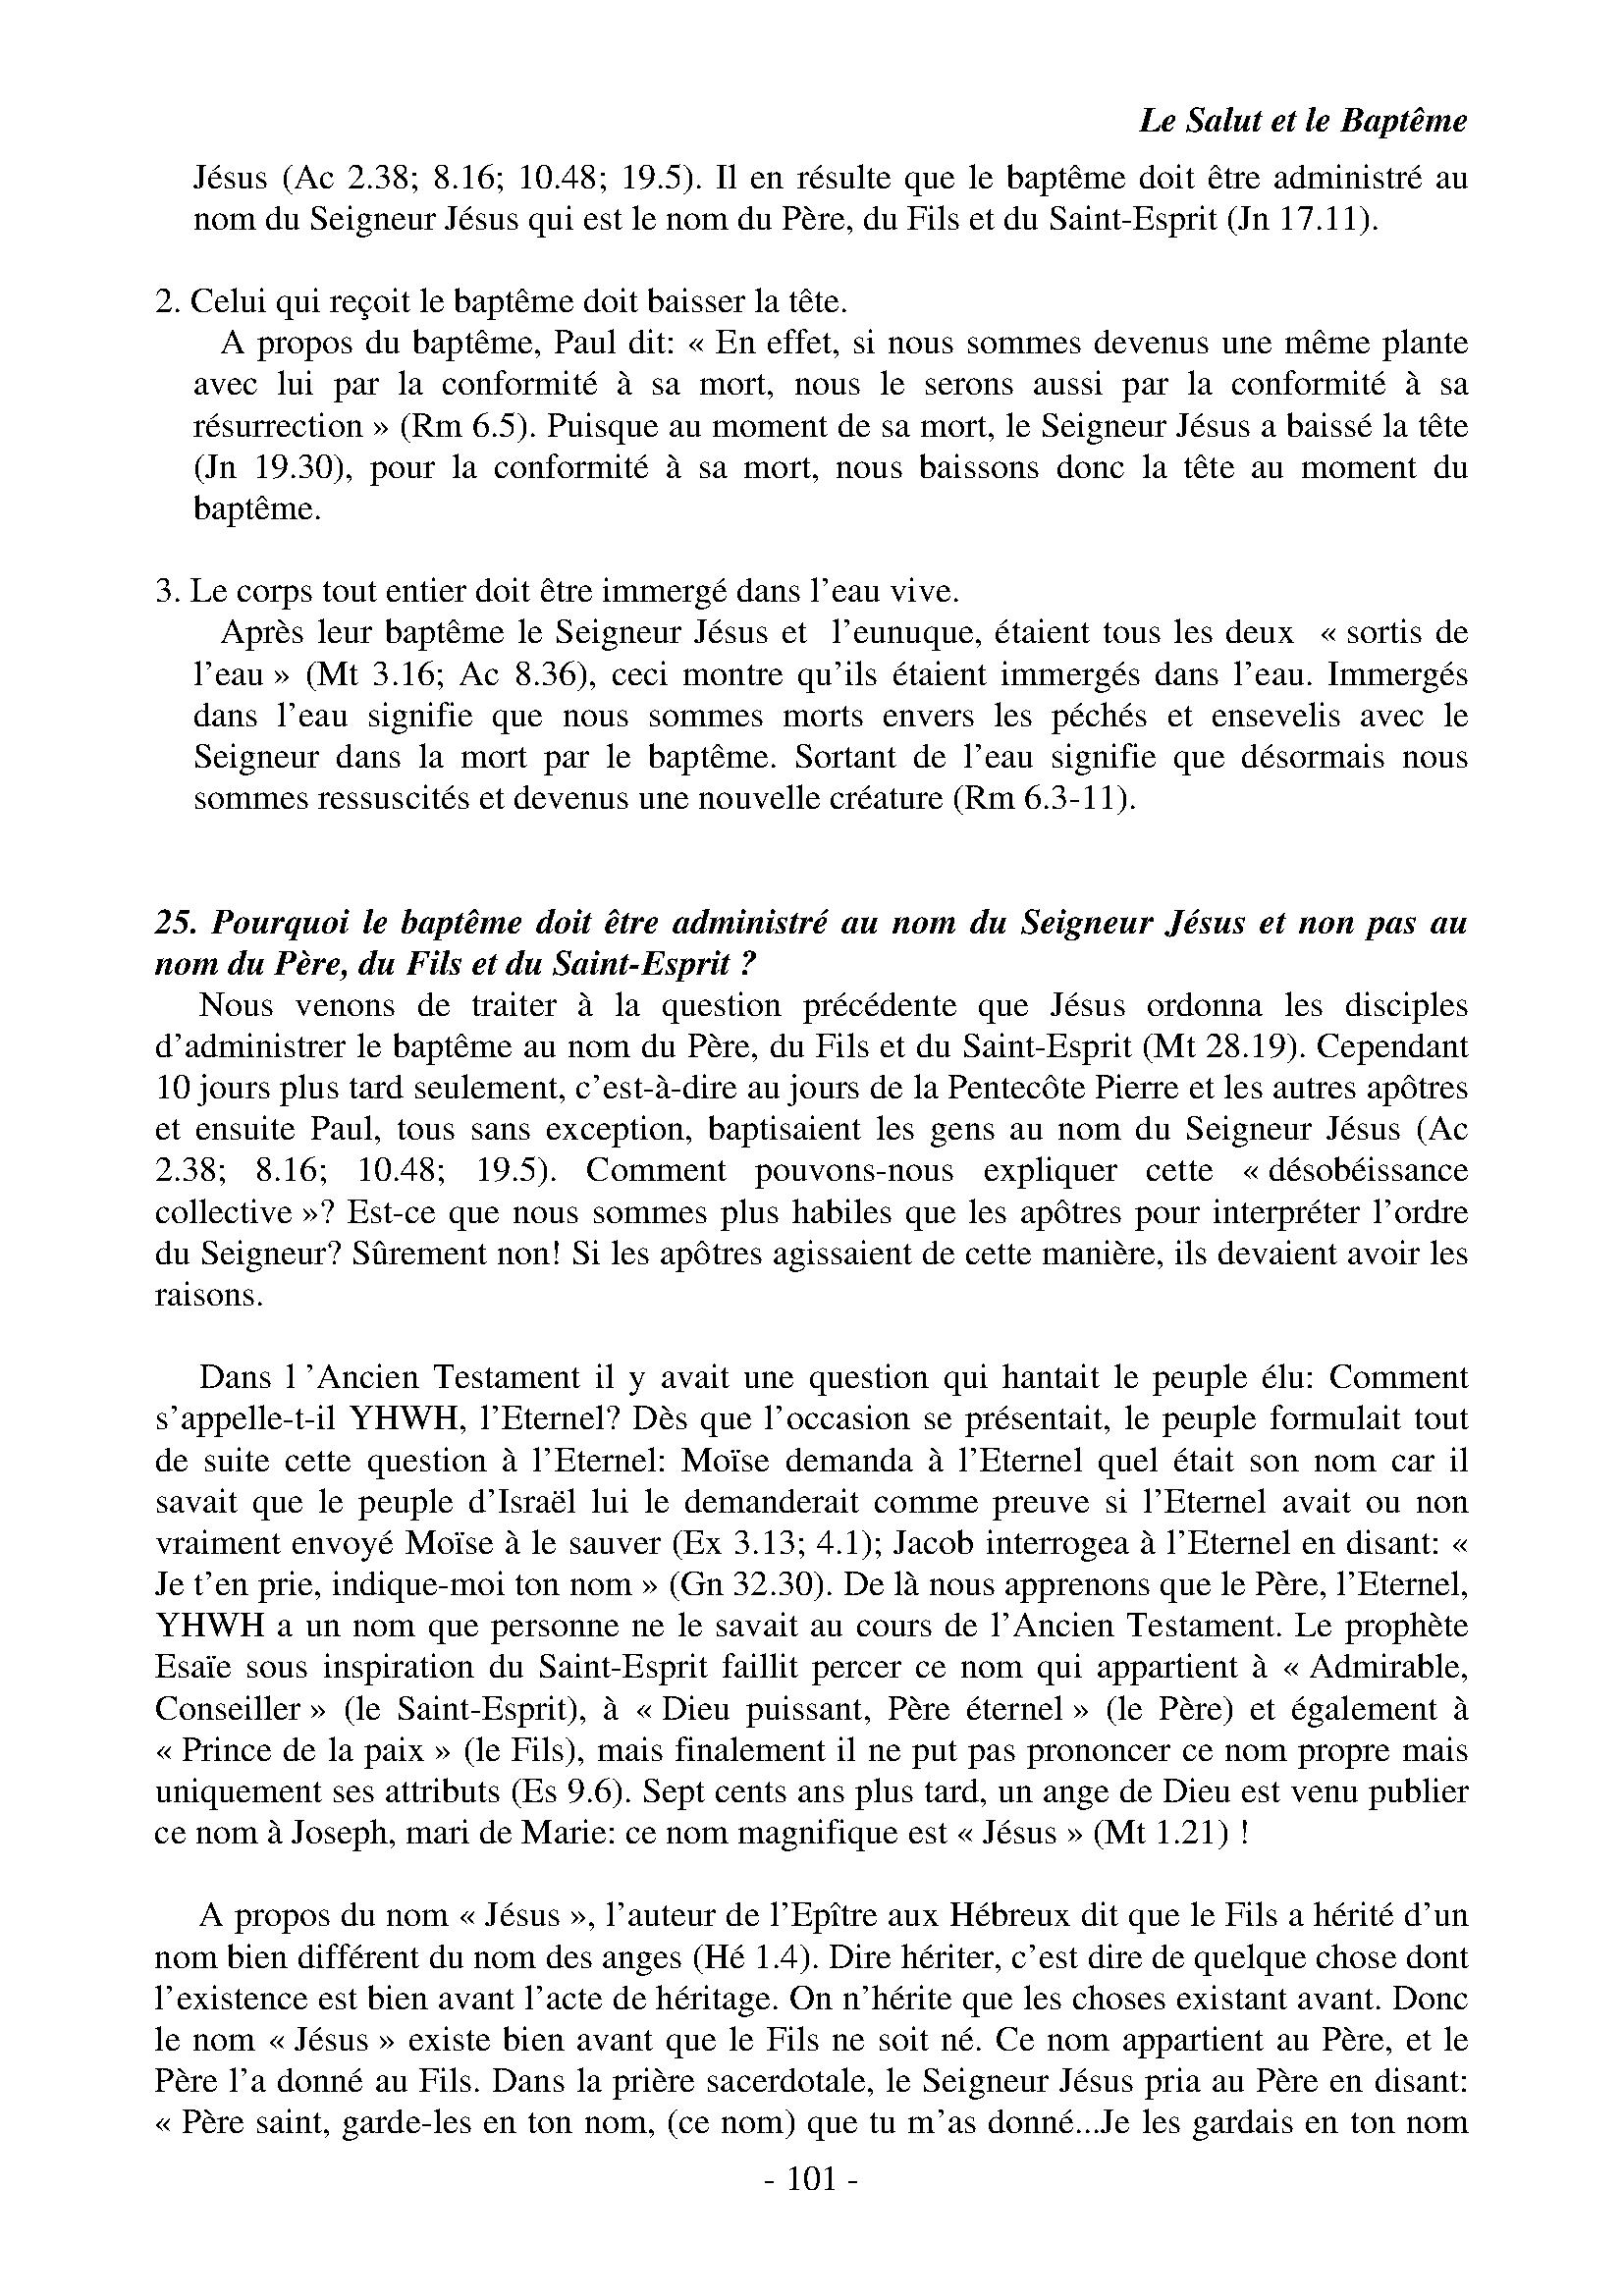 Le Salut et le Baptême
Jésus (Ac 2.38; 8.16; 10.48; 19.5). Il en résulte que le baptême doit être administré au
nom du Seigneur Jésus qui est le nom du Père, du Fils et du Saint-Esprit (Jn 17.11).
2. Celui qui reçoit le baptême doit baisser la tête.
A propos du baptême, Paul dit: « En effet, si nous sommes devenus une même plante
avec lui par la conformité à sa mort, nous le serons aussi par la conformité à sa
résurrection » (Rm 6.5). Puisque au moment de sa mort, le Seigneur Jésus a baissé la tête
(Jn 19.30), pour la conformité à sa mort, nous baissons donc la tête au moment du
baptême.
3. Le corps tout entier doit être immergé dans l’eau vive.
Après leur baptême le Seigneur Jésus et l’eunuque, étaient tous les deux « sortis de
l’eau » (Mt 3.16; Ac 8.36), ceci montre qu’ils étaient immergés dans l’eau. Immergés
dans l’eau signifie que nous sommes morts envers les péchés et ensevelis avec le
Seigneur dans la mort par le baptême. Sortant de l’eau signifie que désormais nous
sommes ressuscités et devenus une nouvelle créature (Rm 6.3-11).
25. Pourquoi le baptême doit être administré au nom du Seigneur Jésus et non pas au
nom du Père, du Fils et du Saint-Esprit ?
Nous venons de traiter à la question précédente que Jésus ordonna les disciples
d’administrer le baptême au nom du Père, du Fils et du Saint-Esprit (Mt 28.19). Cependant
10 jours plus tard seulement, c’est-à-dire au jours de la Pentecôte Pierre et les autres apôtres
et ensuite Paul, tous sans exception, baptisaient les gens au nom du Seigneur Jésus (Ac
2.38; 8.16; 10.48; 19.5). Comment pouvons-nous expliquer cette « désobéissance
collective »? Est-ce que nous sommes plus habiles que les apôtres pour interpréter l’ordre
du Seigneur? Sûrement non! Si les apôtres agissaient de cette manière, ils devaient avoir les
raisons.
Dans l ’Ancien Testament il y avait une question qui hantait le peuple élu: Comment
s’appelle-t-il YHWH, l’Eternel? Dès que l’occasion se présentait, le peuple formulait tout
de suite cette question à l’Eternel: Moïse demanda à l’Eternel quel était son nom car il
savait que le peuple d’Israël lui le demanderait comme preuve si l’Eternel avait ou non
vraiment envoyé Moïse à le sauver (Ex 3.13; 4.1); Jacob interrogea à l’Eternel en disant: «
Je t’en prie, indique-moi ton nom » (Gn 32.30). De là nous apprenons que le Père, l’Eternel,
YHWH a un nom que personne ne le savait au cours de l’Ancien Testament. Le prophète
Esaïe sous inspiration du Saint-Esprit faillit percer ce nom qui appartient à « Admirable,
Conseiller » (le Saint-Esprit), à « Dieu puissant, Père éternel » (le Père) et également à
« Prince de la paix » (le Fils), mais finalement il ne put pas prononcer ce nom propre mais
uniquement ses attributs (Es 9.6). Sept cents ans plus tard, un ange de Dieu est venu publier
ce nom à Joseph, mari de Marie: ce nom magnifique est « Jésus » (Mt 1.21) !
A propos du nom « Jésus », l’auteur de l’Epître aux Hébreux dit que le Fils a hérité d’un
nom bien différent du nom des anges (Hé 1.4). Dire hériter, c’est dire de quelque chose dont
l’existence est bien avant l’acte de héritage. On n’hérite que les choses existant avant. Donc
le nom « Jésus » existe bien avant que le Fils ne soit né. Ce nom appartient au Père, et le
Père l’a donné au Fils. Dans la prière sacerdotale, le Seigneur Jésus pria au Père en disant:
« Père saint, garde-les en ton nom, (ce nom) que tu m’as donné...Je les gardais en ton nom
- 101 -